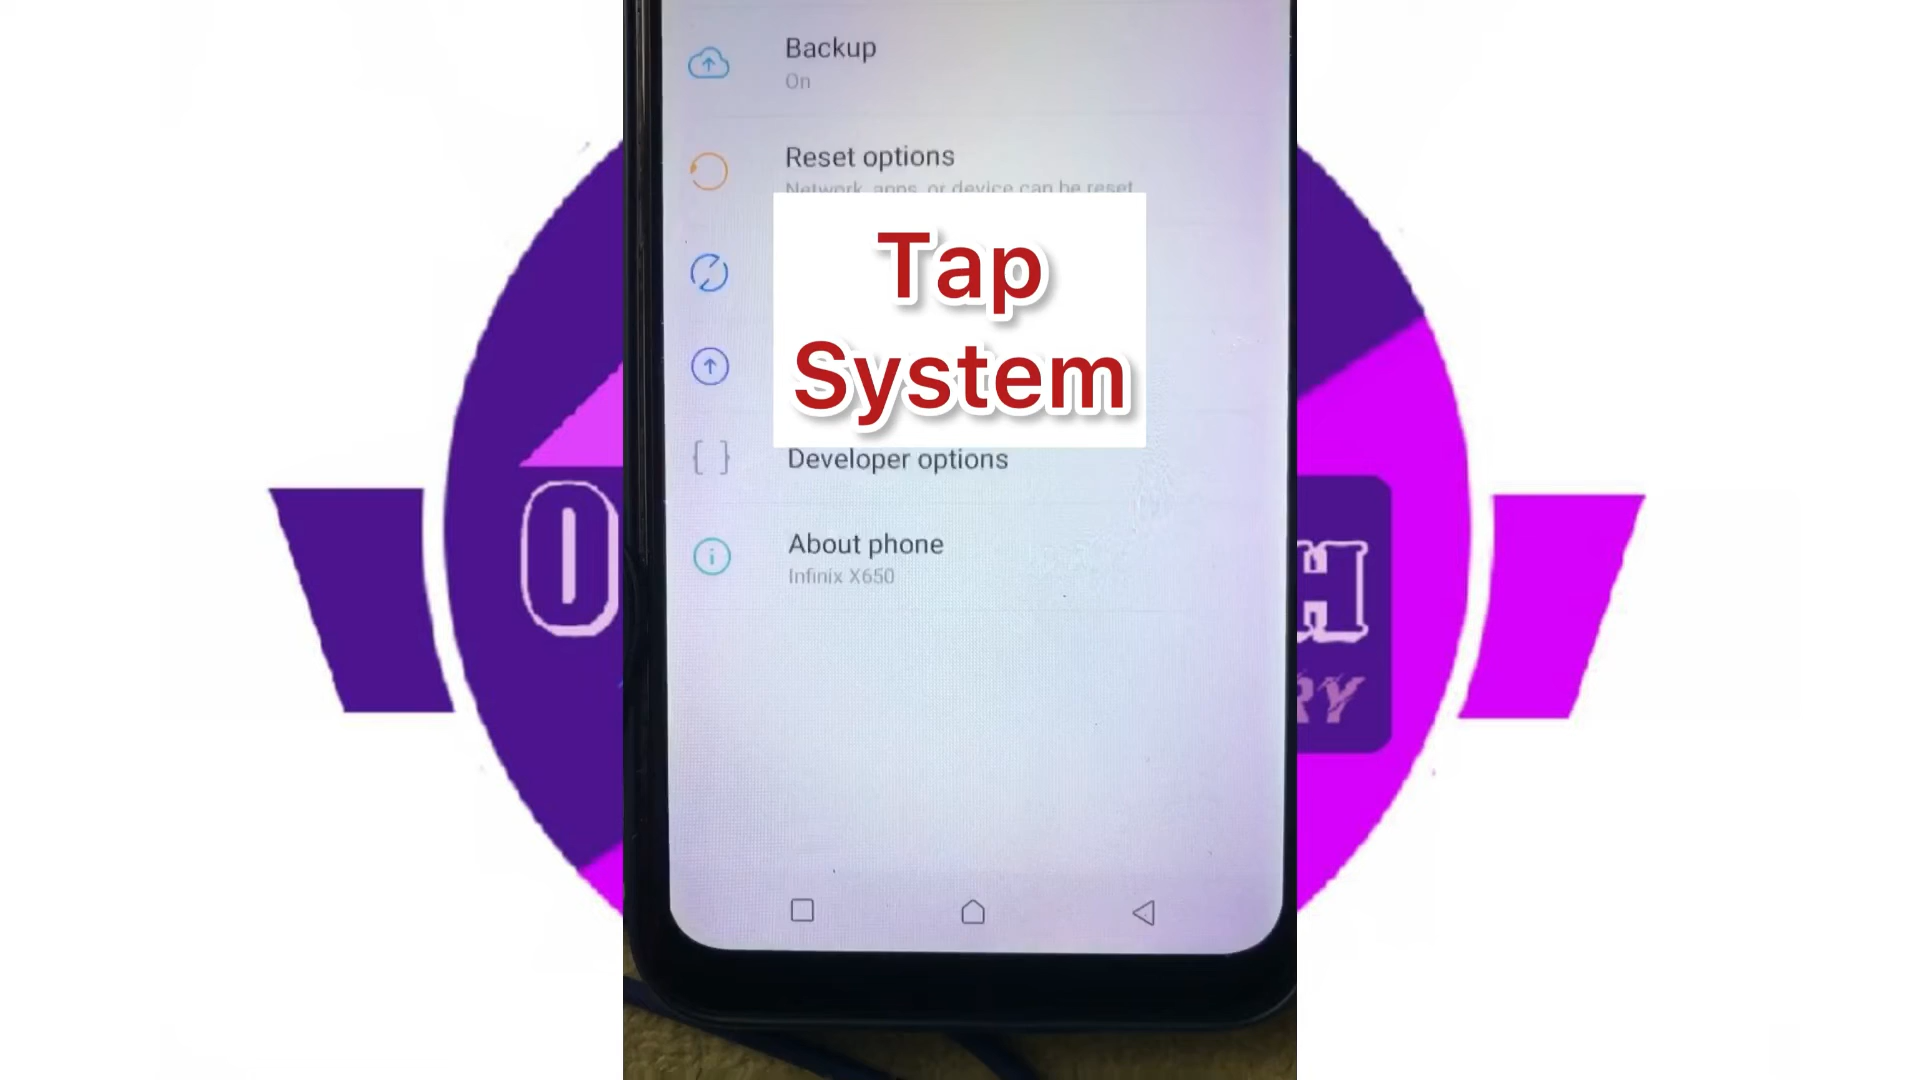 Backup
On
Reset options
Network, apps, or device can be reset
Tap
System
Developer options
About phone
Infinix X650
O
H
RY